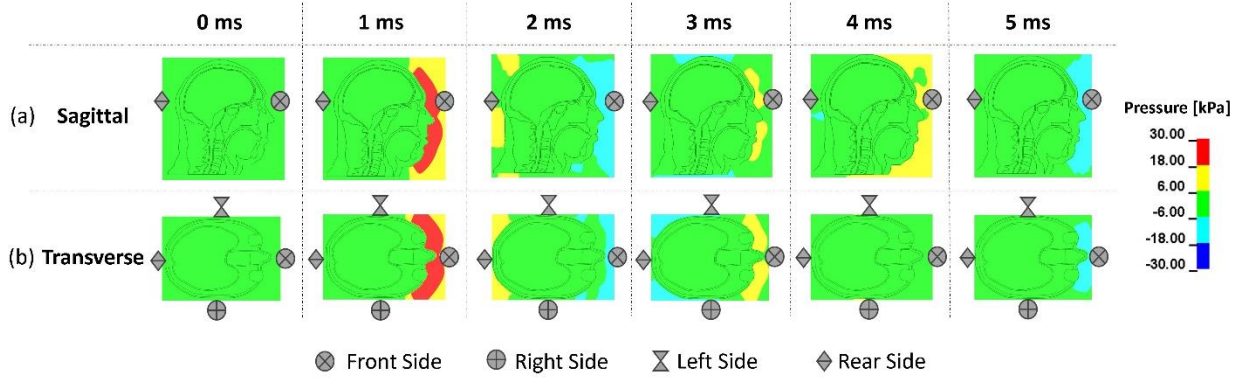 0 ms 1 ms 2 ms 3 ms 4 ms 5 ms
(a) Sagittal
Pressure [kPa]
30.00
18.00
6.00
-6.00
-18.00
-30.00
(b) Transverse
Front Side Right Side Left Side Rear Side